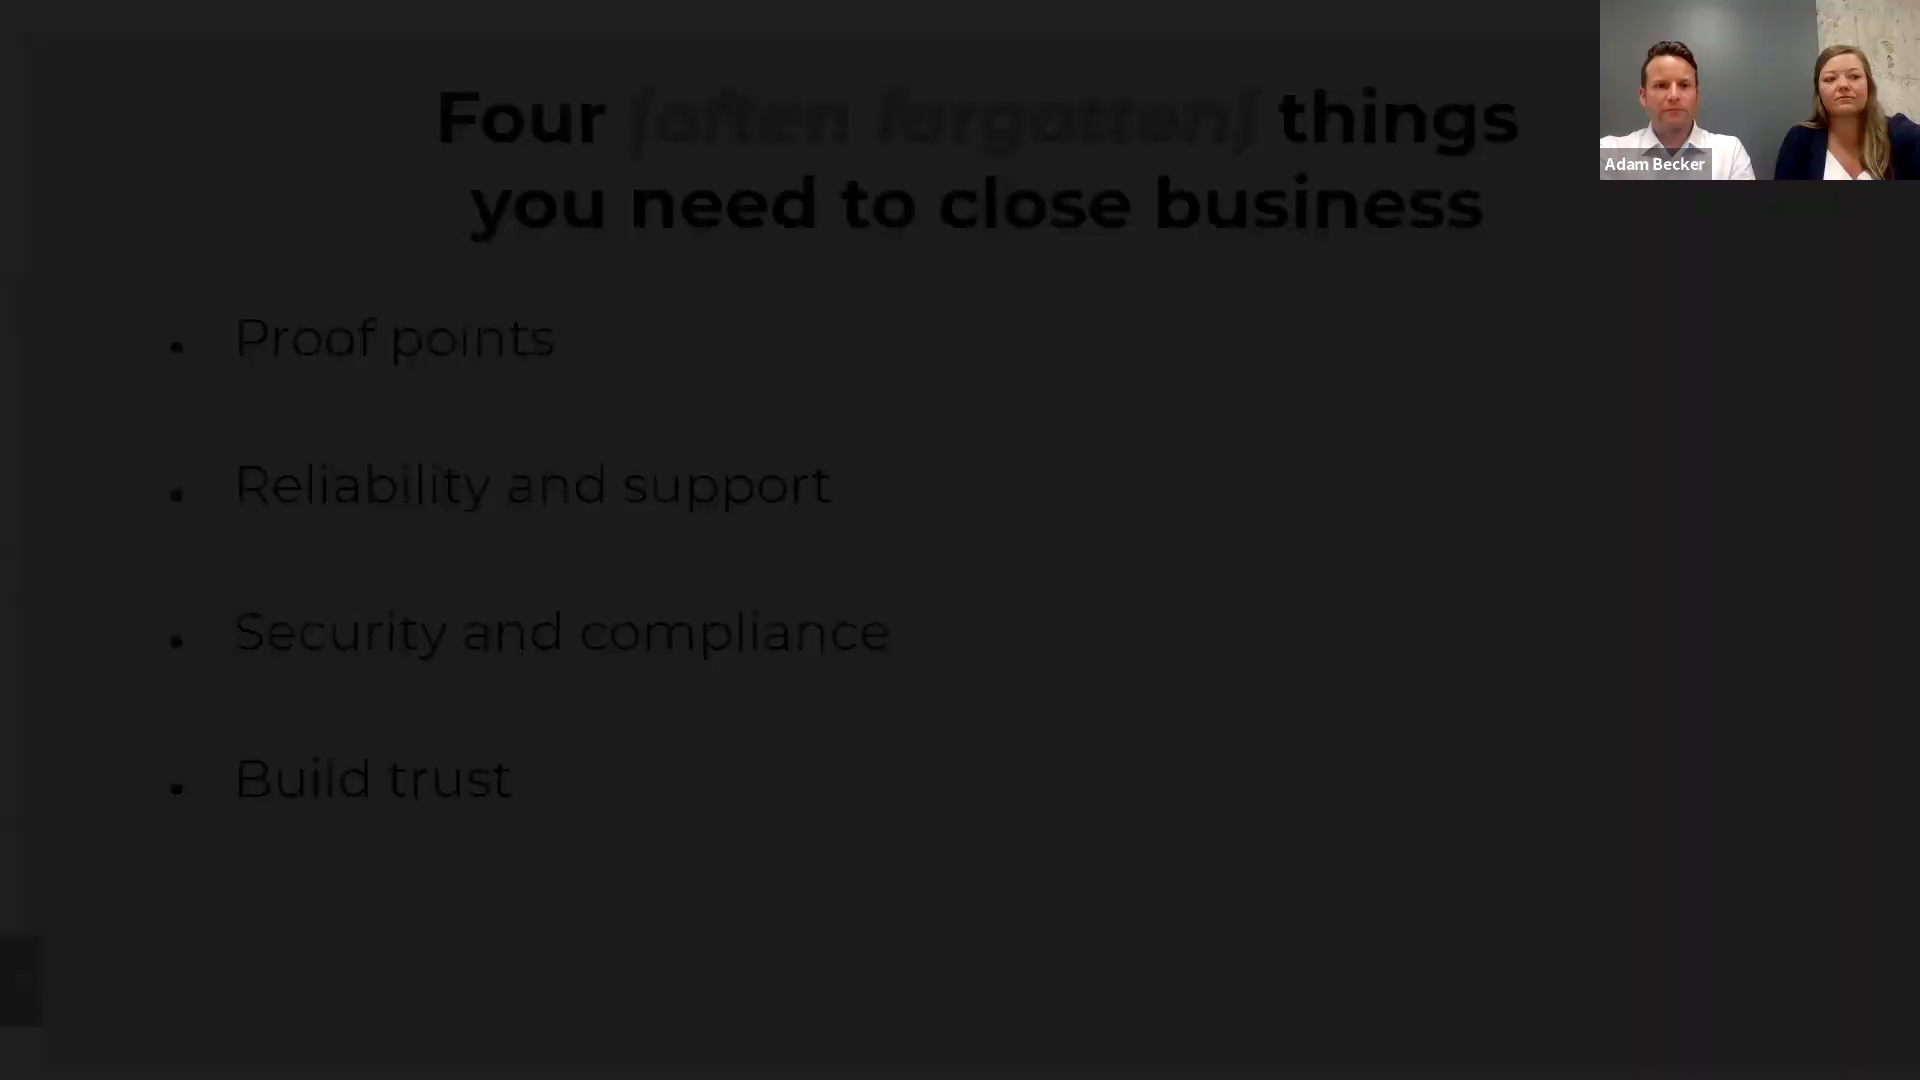 Four (often forgotten) things
you need to close business
Proof points
Reliability and support
Security and compliance
Build trust
Adam Becker